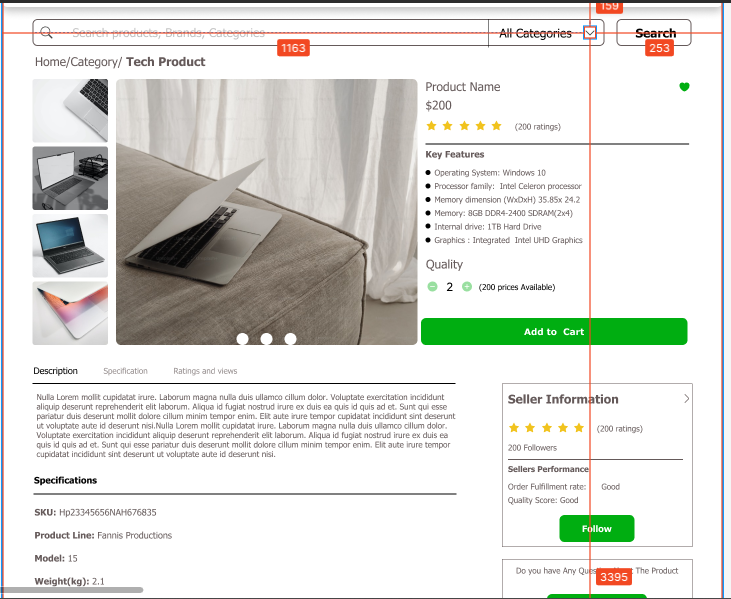 159
Search products, Brands, Categories
All Categories
Search
1163
253
Home/Category/ Tech Product
Product Name
$200
(200 ratings)
Key Features
Operating System: Windows 10
Processor family: Intel Celeron processor
Memory dimension (WxDxH) 35.85x 24.2
Memory: 8GB DDR4-2400 SDRAM(2x4)
Internal drive: 1TB Hard Drive
Graphics : Integrated Intel UHD Graphics
Quality
2 (200 prices Available)
Add to Cart
Description
Specification
Ratings and views
Nulla Lorem mollit cupidatat irure. Laborum magna nulla duis ullamco cillum dolor. Voluptate exercitation incididunt
aliquip deserunt reprehenderit elit laborum. Aliqua id fugiat nostrud irure ex duis ea quis id quis ad et. Sunt qui esse
pariatur duis deserunt mollit dolore cillum minim tempor enim. Elit aute irure tempor cupidatat incididunt sint deserunt
ut voluptate aute id deserunt nisi.Nulla Lorem mollit cupidatat irure. Laborum magna nulla duis ullamco cillum dolor.
Voluptate exercitation incididunt aliquip deserunt reprehenderit elit laborum. Aliqua id fugiat nostrud irure ex duis ea
quis id quis ad et. Sunt qui esse pariatur duis deserunt mollit dolore cillum minim tempor enim. Elit aute irure tempor
cupidatat incididunt sint deserunt ut voluptate aute id deserunt nisi.
Seller Information
(200 ratings)
200 Followers
Sellers Performance
Order Fulfillment rate: Good
Quality Score: Good
Follow
Specifications
SKU: Hp23345656NAH676835
Product Line: Fannis Productions
Model: 15
Weight(kg): 2.1
Do you have Any The Product
3395